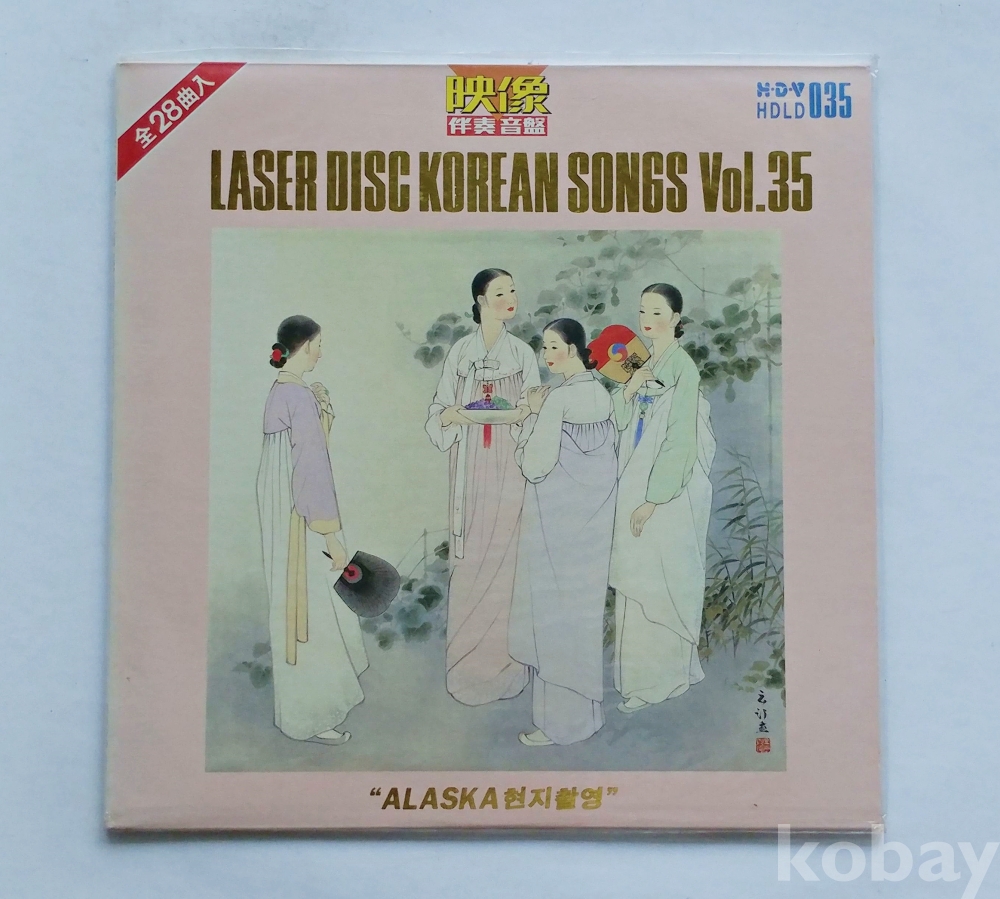 全28曲入
映像
伴奏音盤
H·D·V
HDLD 035
LASER DISC KOREAN SONGS Vol.35
“ALASKA현지촬영”
kobay